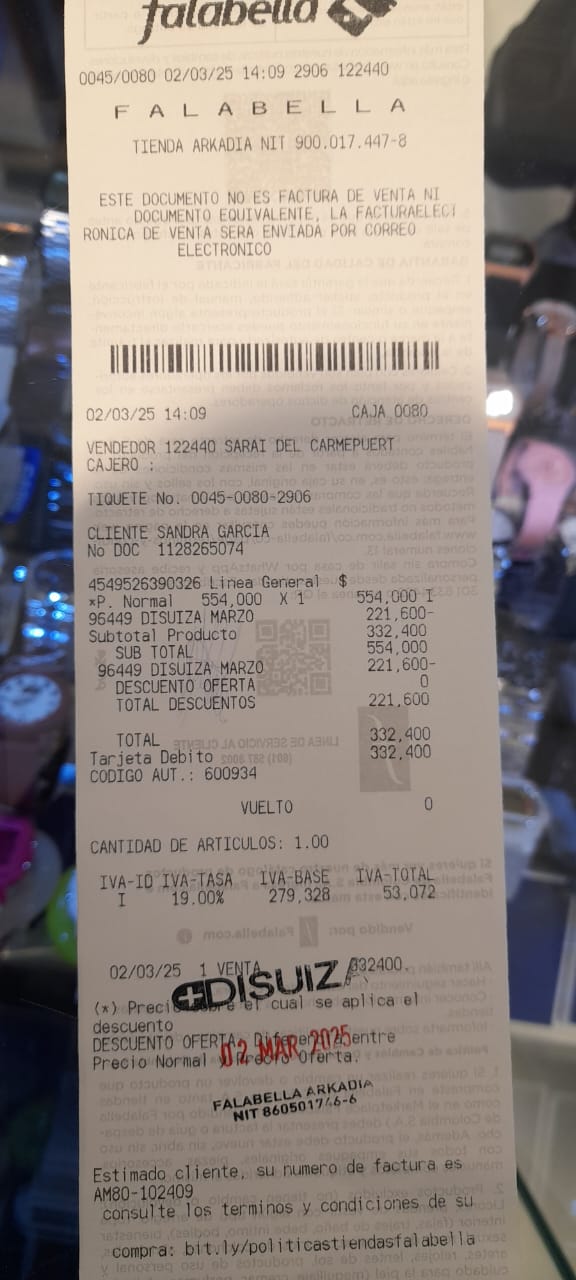 falabella
0045/0080 02/03/25 14:09 2906 122440
F A L A B E L L A
TIENDA ARKADIA NIT 900.017.447-8
ESTE DOCUMENTO NO ES FACTURA DE VENTA NI
DOCUMENTO EQUIVALENTE, LA FACTURAELECT
RONICA DE VENTA SERA ENVIADA POR CORREO
ELECTRONICO
02/03/25 14:09 CAJA 0080
VENDEDOR 122440 SARAI DEL CARMEPUERT
CAJERO :
TIQUETE No. 0045-0080-2906
CLIENTE SANDRA GARCIA
No DOC 1128265074
4549526390326 Linea General $
*P. Normal 554,000 X 1 554,000 I
96449 DISUIZA MARZO 221,600-
Subtotal Producto 332,400
SUB TOTAL 554,000
96449 DISUIZA MARZO 221,600-
DESCUENTO OFERTA 0
TOTAL DESCUENTOS 221,600
TOTAL 332,400
Tarjeta Debito 332,400
CODIGO AUT.: 600934
VUELTO 0
CANTIDAD DE ARTICULOS: 1.00
IVA-ID IVA-TASA IVA-BASE IVA-TOTAL
I 19.00% 279,328 53,072
02/03/25 1 VENTA 332400.
DISUIZA
(*) Precio el cual se aplica el
descuento
DESCUENTO OFERTA: entre
02 MAR 2025
Precio Normal y Oferta.
FALABELLA ARKADIA
NIT 860501746-6
Estimado cliente, su numero de factura es
AM80-102409
consulte los terminos y condiciones de su
compra: bit.ly/politicastiendasfalabella